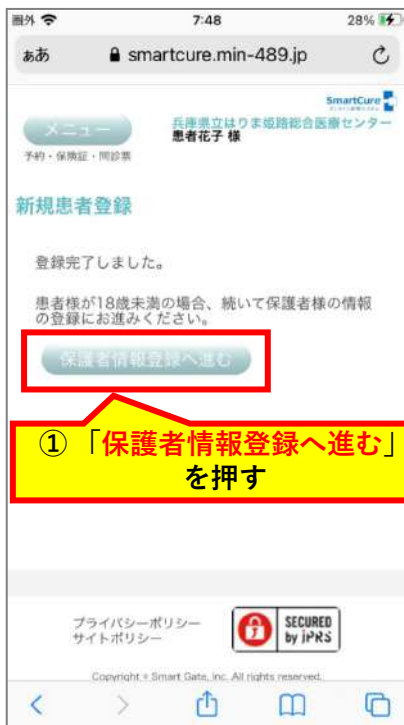 圏外 7:48 28%
ぁあ smartcure.min-489.jp
SmartCure
メニュー
予約・保険証・問診票
兵庫県立はりま姫路総合医療センター
患者花子 様
新規患者登録
登録完了しました。
患者様が18歳未満の場合、続いて保護者様の情報
の登録にお進みください。
保護者情報登録へ進む
① 「保護者情報登録へ進む」
を押す
プライバシーポリシー
サイトポリシー
SECURED
by JPRS
Copyright © Smart Gate, Inc. All rights reserved.